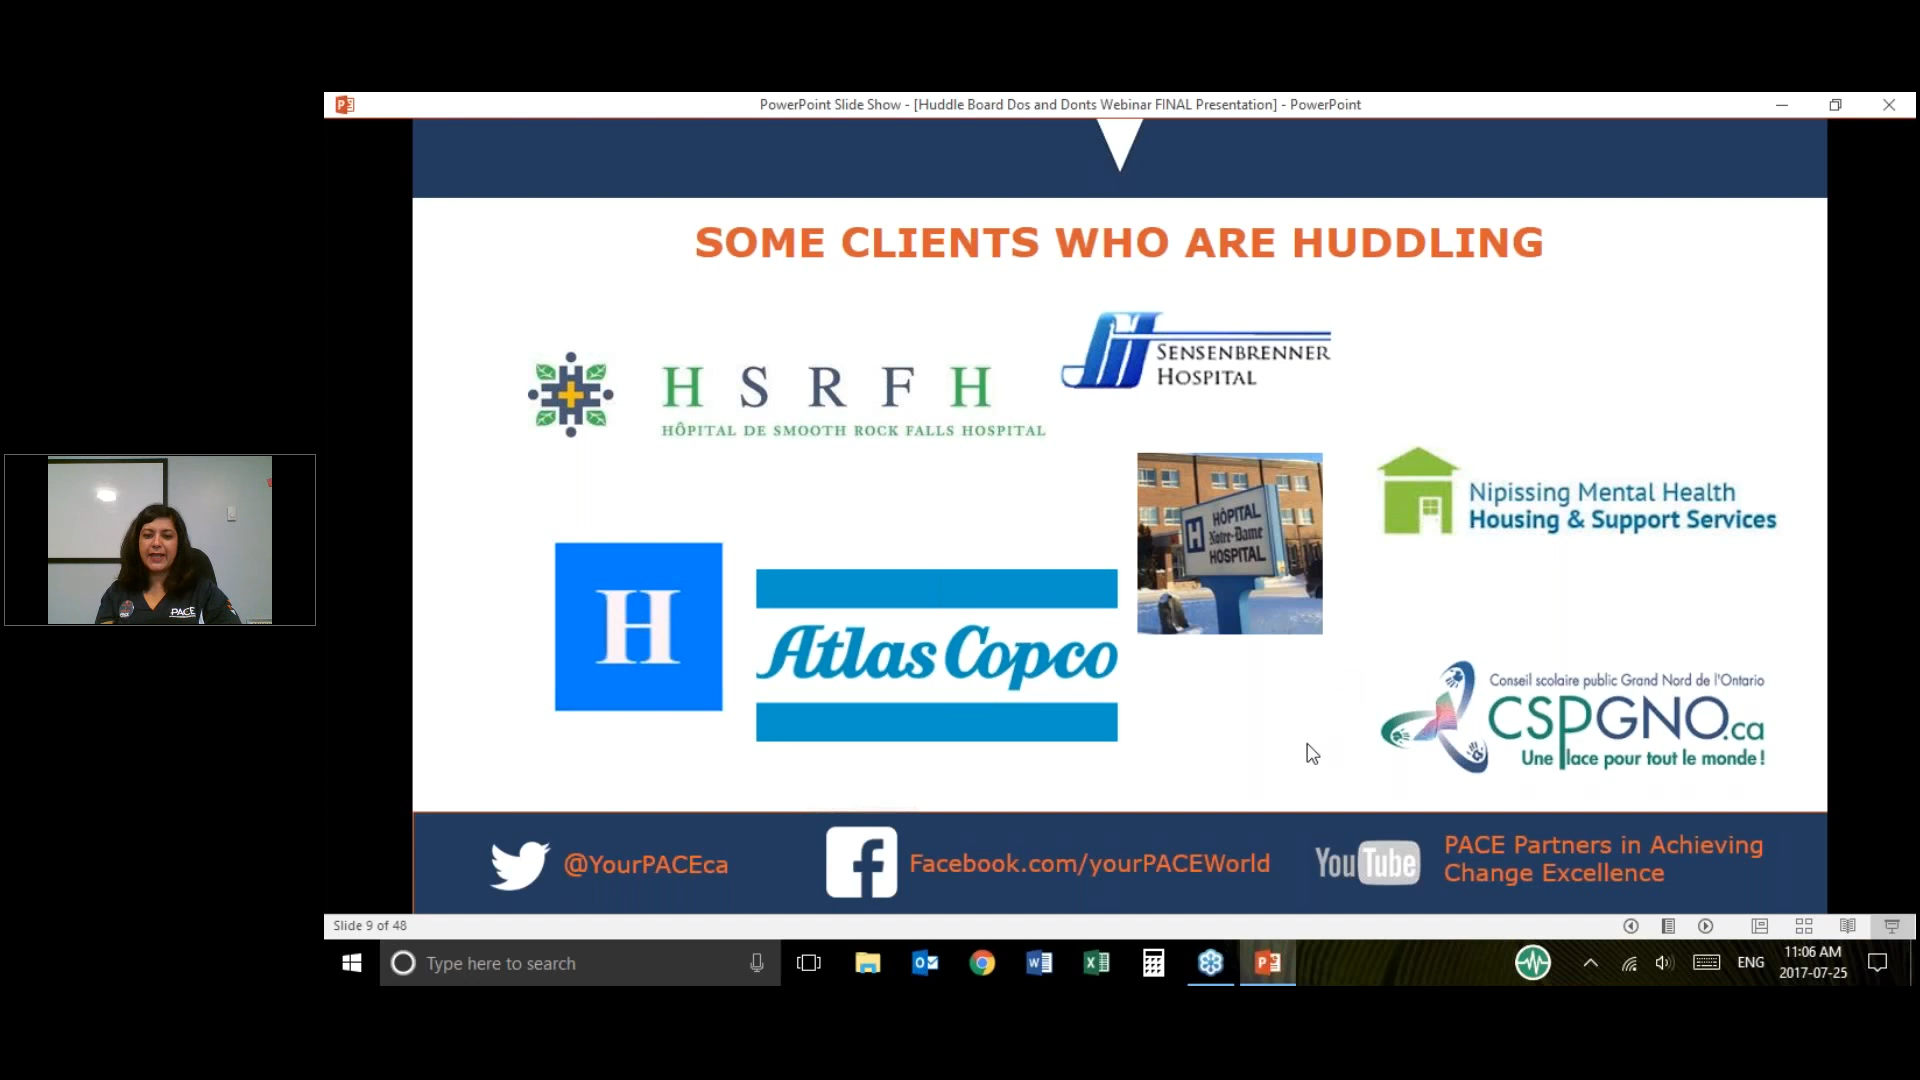 PowerPoint Slide Show - [Huddle Board Dos and Donts Webinar FINAL Presentation] - PowerPoint
SOME CLIENTS WHO ARE HUDDLING
SENSENBRENNER
HOSPITAL
H S R F H
HÔPITAL DE SMOOTH ROCK FALLS HOSPITAL
Nipissing Mental Health
Housing & Support Services
H
HÔPITAL
Notre-Dame
HOSPITAL
PACE
H
Atlas Copco
Conseil scolaire public Grand Nord de l'Ontario
CSPGNO.ca
Une place pour tout le monde!
@YourPACEca
Facebook.com/yourPACEWorld
YouTube
PACE Partners in Achieving
Change Excellence
Slide 9 of 48
Type here to search
ENG
11:06 AM
2017-07-25